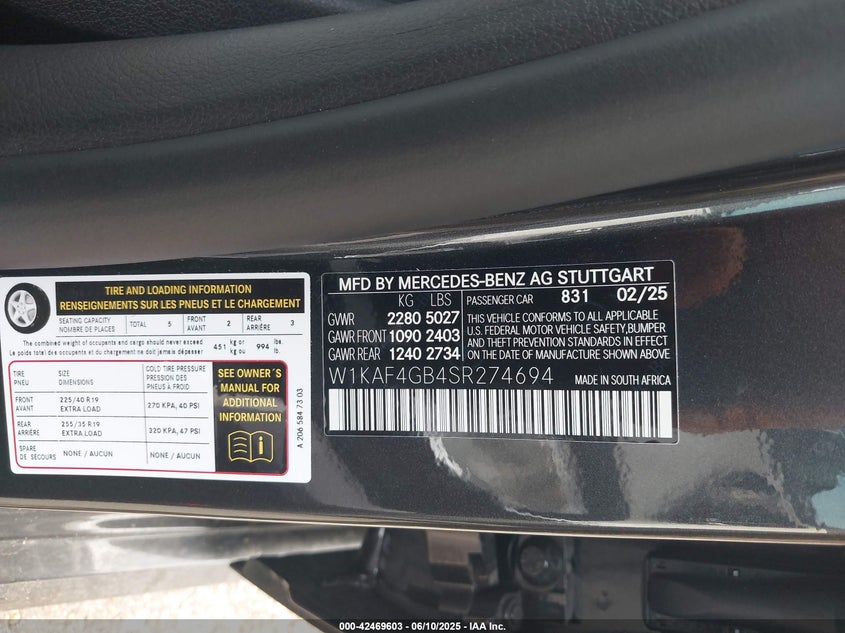 TIRE AND LOADING INFORMATION
RENSEIGNEMENTS SUR LES PNEUS ET LE CHARGEMENT
SEATING CAPACITY
NOMBRE DE PLACES
TOTAL 5
FRONT
AVANT 2
REAR
ARRIÈRE 3
The combined weight of occupants and cargo should never exceed
Le poids total des occupants et du chargement ne doit jamais dépasser
451 kg or
kg ou
994 lbs.
lb.
TIRE
PNEU
SIZE
DIMENSIONS
COLD TIRE PRESSURE
PRESSION DES
PNEUS À FROID
FRONT
AVANT
225/40 R19
EXTRA LOAD
270 KPA, 40 PSI
REAR
ARRIÈRE
255/35 R19
EXTRA LOAD
320 KPA, 47 PSI
SPARE
DE SECOURS
NONE / AUCUN
NONE / AUCUN
SEE OWNER'S
MANUAL FOR
ADDITIONAL
INFORMATION
A 206 584 73 03
MFD BY MERCEDES-BENZ AG STUTTGART
KG LBS
PASSENGER CAR 831 02/25
GVWR 2280 5027
GAWR FRONT 1090 2403
GAWR REAR 1240 2734
THIS VEHICLE CONFORMS TO ALL APPLICABLE
U.S. FEDERAL MOTOR VEHICLE SAFETY,BUMPER
AND THEFT PREVENTION STANDARDS IN EFFECT
ON THE DATE OF MANUFACTURE SHOWN ABOVE
W1KAF4GB4SR274694
MADE IN SOUTH AFRICA
000-42469603 - 06/10/2025 - IAA Inc.